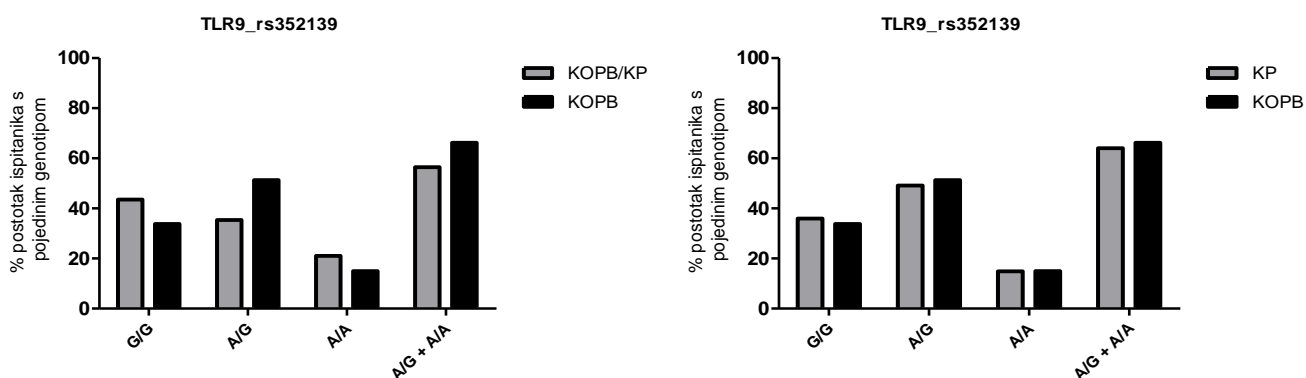 TLR9_rs352139
% postotak ispitanika s
pojedinim genotipom
100
80
60
40
20
0
G/G
A/G
A/A
A/G + A/A
KOPB/KP
KOPB
TLR9_rs352139
% postotak ispitanika s
pojedinim genotipom
100
80
60
40
20
0
G/G
A/G
A/A
A/G + A/A
KP
KOPB